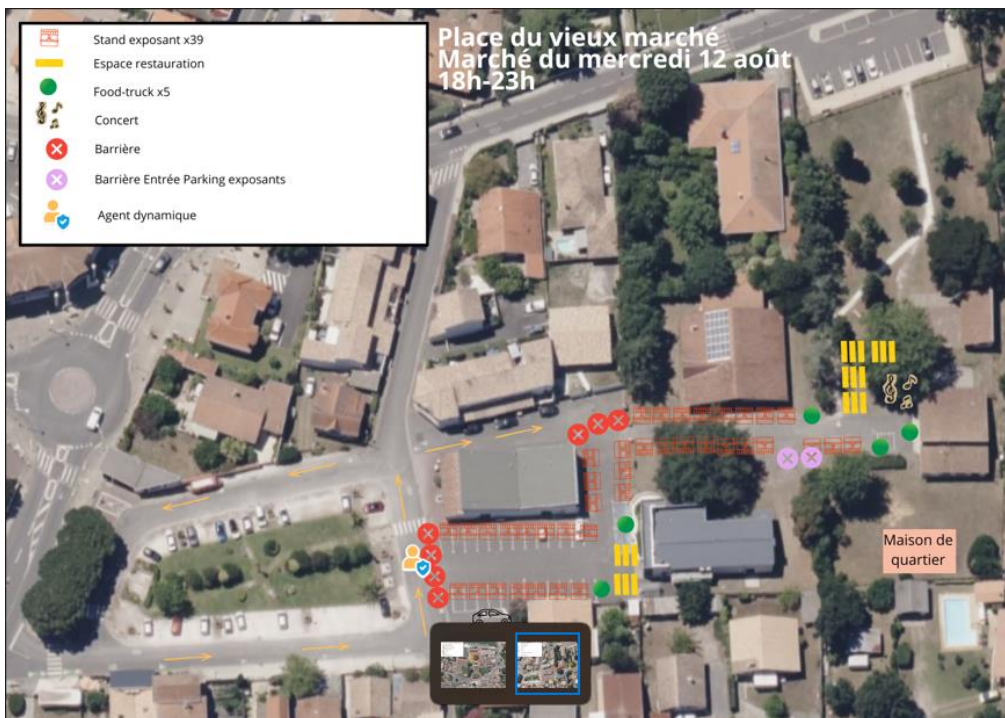 Stand exposant x39
Espace restauration
Food-truck x5
Concert
Barrière
Barrière Entrée Parking exposants
Agent dynamique
Place du vieux marché
Marché du mercredi 12 août
18h-23h
Maison de
quartier